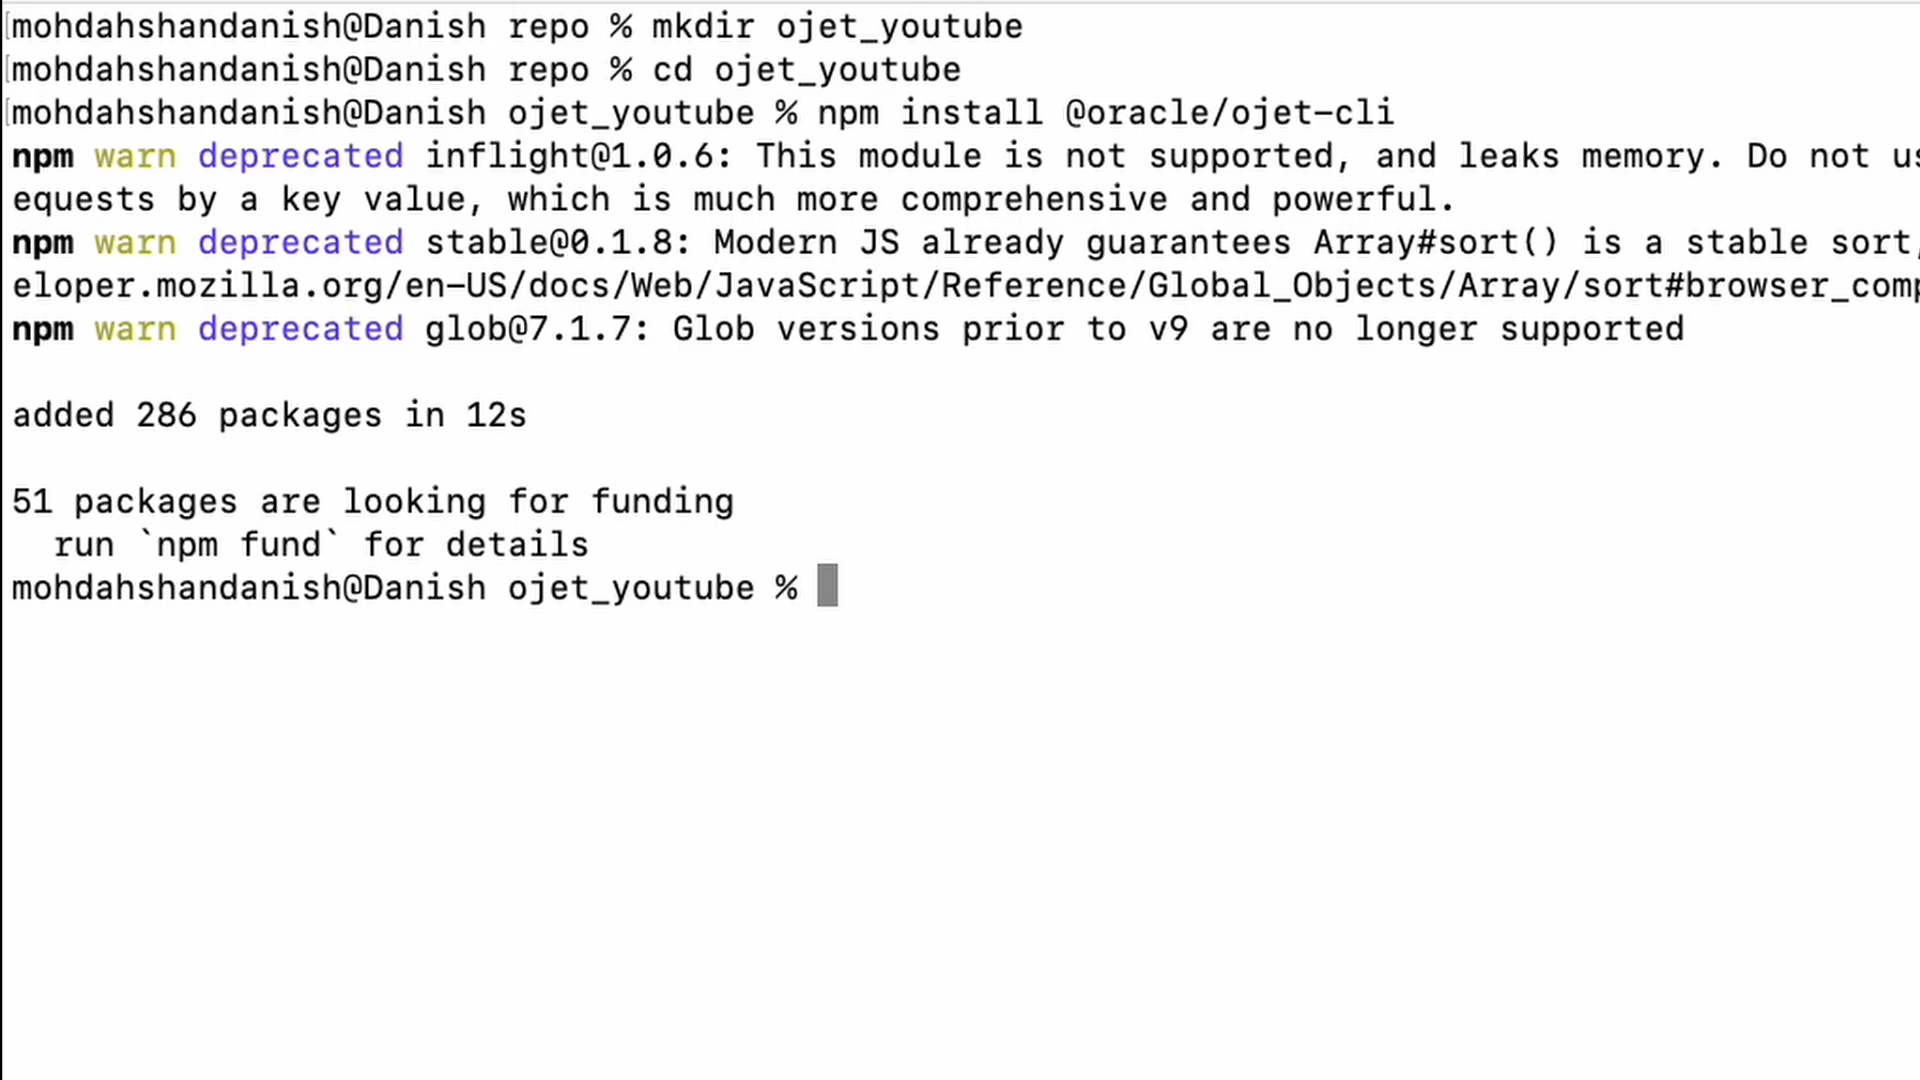 mohdahshandanish@Danish repo % mkdir ojet_youtube
mohdahshandanish@Danish repo % cd ojet_youtube
mohdahshandanish@Danish ojet_youtube % npm install @oracle/ojet-cli
npm warn deprecated inflight@1.0.6: This module is not supported, and leaks memory. Do not
equests by a key value, which is much more comprehensive and powerful.
npm warn deprecated stable@0.1.8: Modern JS already guarantees Array#sort() is a stable sort,
eloper.mozilla.org/en-US/docs/Web/JavaScript/Reference/Global_Objects/Array/sort#browser_comp
npm warn deprecated glob@7.1.7: Glob versions prior to v9 are no longer supported
added 286 packages in 12s
51 packages are looking for funding
run `npm fund` for details
mohdahshandanish@Danish ojet_youtube %